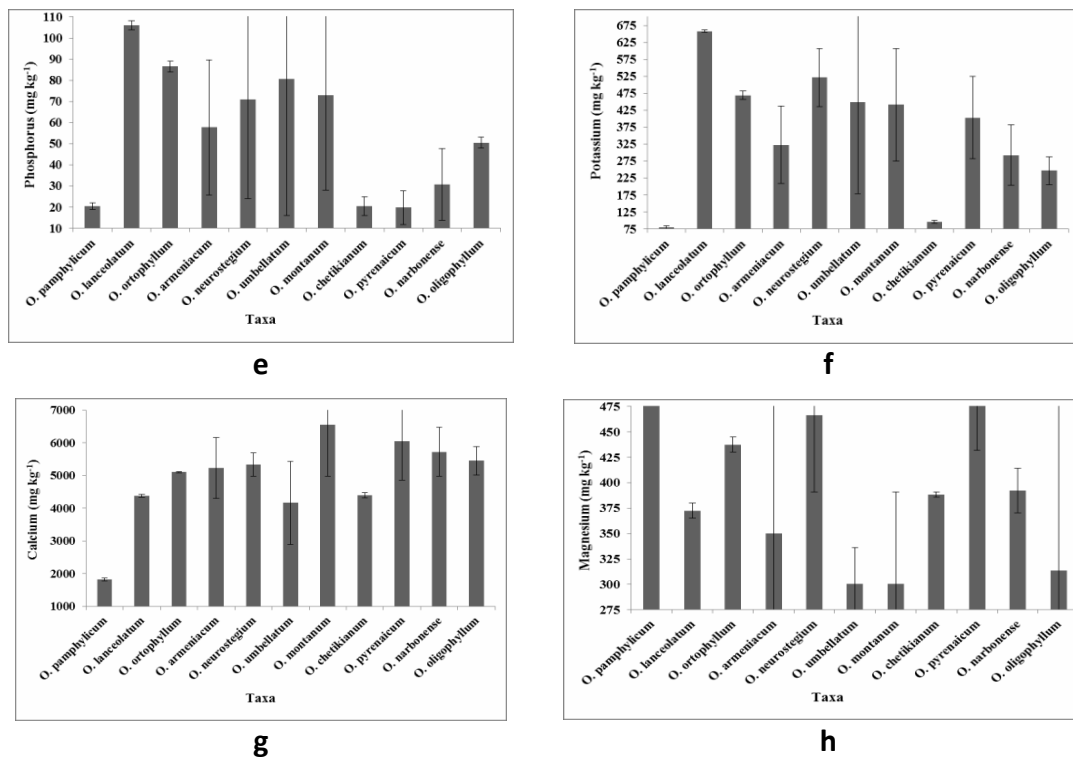 110
100
90
80
70
60
50
40
30
20
10
Phosphorus (mg kg⁻¹)
O. pamphylicum
O. lanceolatum
O. ortophyllum
O. armeniacum
O. neurostegium
O. umbellatum
O. montanum
O. chetikianum
O. pyrenaicum
O. narbonense
O. oligophyllum
Taxa
e
675
625
575
525
475
425
375
325
275
225
175
125
75
Potassium (mg kg⁻¹)
O. pamphylicum
O. lanceolatum
O. ortophyllum
O. armeniacum
O. neurostegium
O. umbellatum
O. montanum
O. chetikianum
O. pyrenaicum
O. narbonense
O. oligophyllum
Taxa
f
7000
6000
5000
4000
3000
2000
1000
Calcium (mg kg⁻¹)
O. pamphylicum
O. lanceolatum
O. ortophyllum
O. armeniacum
O. neurostegium
O. umbellatum
O. montanum
O. chetikianum
O. pyrenaicum
O. narbonense
O. oligophyllum
Taxa
g
475
450
425
400
375
350
325
300
275
Magnesium (mg kg⁻¹)
O. pamphylicum
O. lanceolatum
O. ortophyllum
O. armeniacum
O. neurostegium
O. umbellatum
O. montanum
O. chetikianum
O. pyrenaicum
O. narbonense
O. oligophyllum
Taxa
h